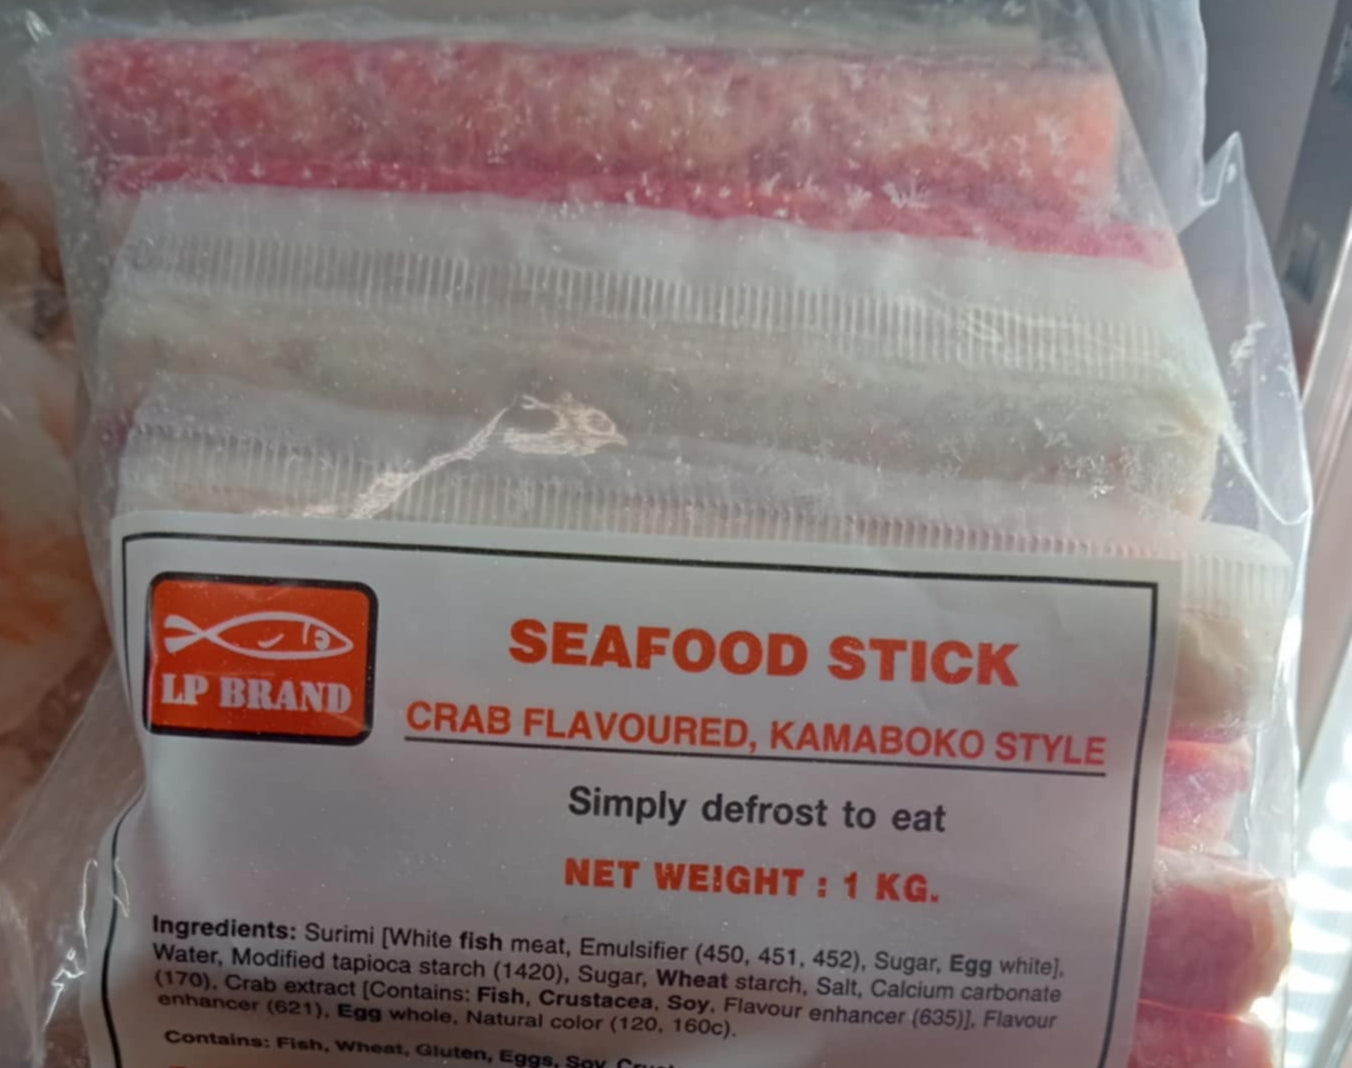 LP BRAND
SEAFOOD STICK
CRAB FLAVOURED, KAMABOKO STYLE
Simply defrost to eat
NET WEIGHT : 1 KG.
Ingredients: Surimi [White fish meat, Emulsifier (450, 451, 452), Sugar, Egg white],
Water, Modified tapioca starch (1420), Sugar, Wheat starch, Salt, Calcium carbonate
(170), Crab extract [Contains: Fish, Crustacea, Soy, Flavour enhancer (635)], Flavour
enhancer (621), Egg whole, Natural color (120, 160c).
Contains: Fish, Wheat, Gluten, Eggs, Soy,